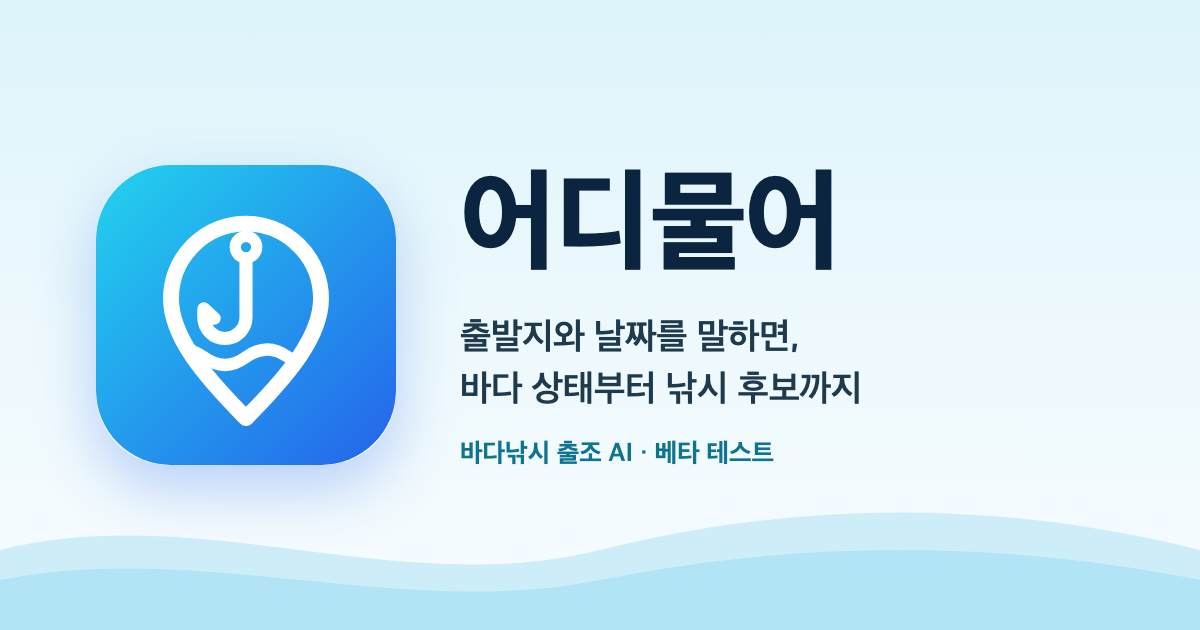 어디물어
출발지와 날짜를 말하면,
바다 상태부터 낚시 후보까지
바다낚시 출조 AI · 베타 테스트